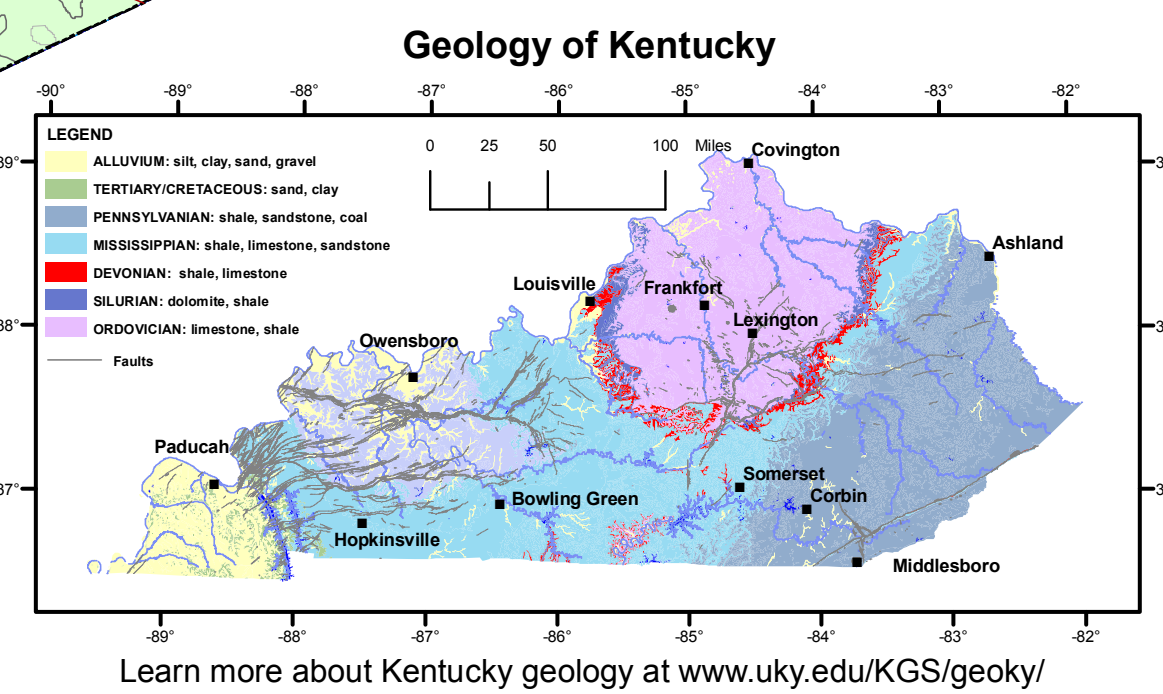 Geology of Kentucky
-90° -89° -88° -87° -86° -85° -84° -83° -82°
LEGEND
ALLUVIUM: silt, clay, sand, gravel
TERTIARY/CRETACEOUS: sand, clay
PENNSYLVANIAN: shale, sandstone, coal
MISSISSIPPIAN: shale, limestone, sandstone
DEVONIAN: shale, limestone
SILURIAN: dolomite, shale
ORDOVICIAN: limestone, shale
Faults
0 25 50 100 Miles
Covington
Ashland
Louisville
Frankfort
Lexington
Owensboro
Paducah
Somerset
Corbin
Bowling Green
Hopkinsville
Middlesboro
-89° -88° -87° -86° -85° -84° -83° -82°
Learn more about Kentucky geology at www.uky.edu/KGS/geoky/